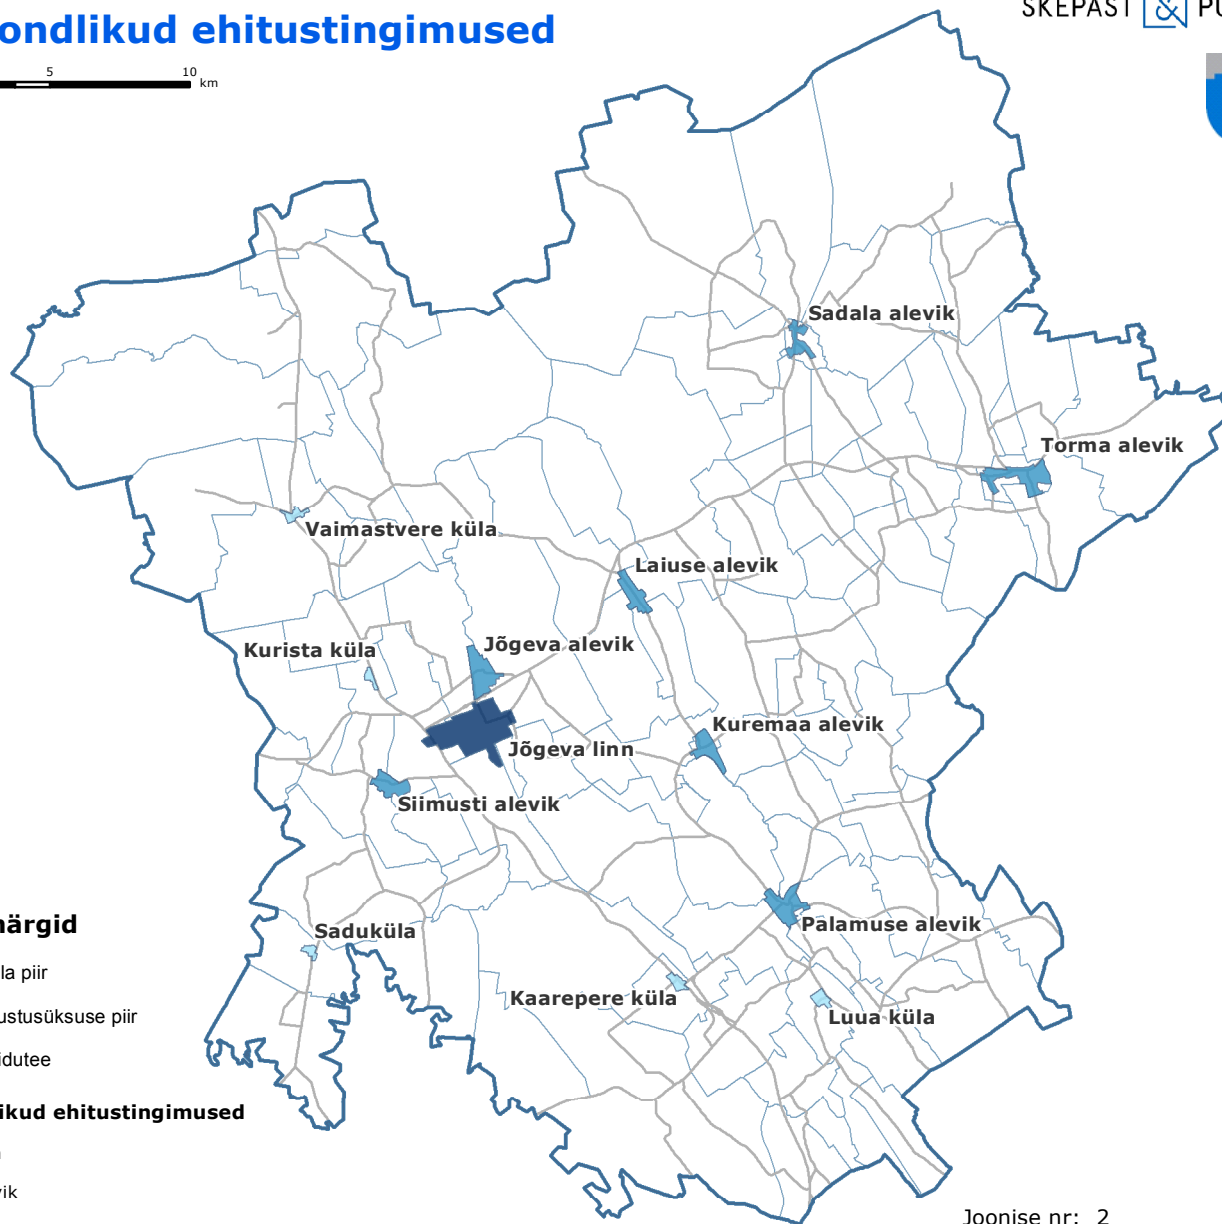 ondlikud ehitustingimused
SKEPAST & PU
5 10 km
Sadala alevik
Torma alevik
Vaimastvere küla
Laiuse alevik
Kurista küla
Jõgeva alevik
Kuremaa alevik
Jõgeva linn
Siimusti alevik
Saduküla
Palamuse alevik
Kaarepere küla
Luua küla
ärgid
la piir
ustusüksuse piir
idutee
ikud ehitustingimused
vik
Joonise nr: 2